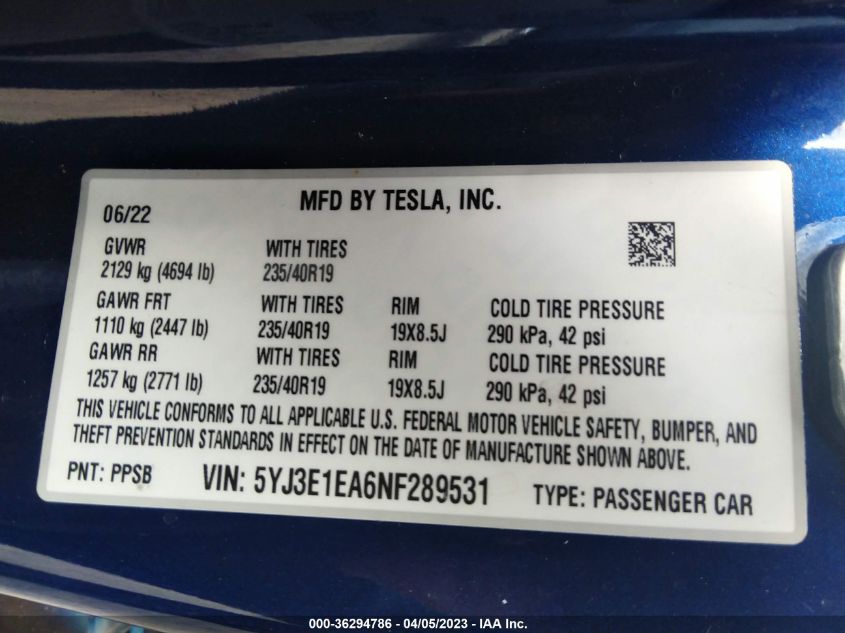 06/22 MFD BY TESLA, INC.
GVWR WITH TIRES
2129 kg (4694 lb) 235/40R19
GAWR FRT WITH TIRES RIM COLD TIRE PRESSURE
1110 kg (2447 lb) 235/40R19 19X8.5J 290 kPa, 42 psi
GAWR RR WITH TIRES RIM COLD TIRE PRESSURE
1257 kg (2771 lb) 235/40R19 19X8.5J 290 kPa, 42 psi
THIS VEHICLE CONFORMS TO ALL APPLICABLE U.S. FEDERAL MOTOR VEHICLE SAFETY, BUMPER, AND
THEFT PREVENTION STANDARDS IN EFFECT ON THE DATE OF MANUFACTURE SHOWN ABOVE.
PNT: PPSB VIN: 5YJ3E1EA6NF289531 TYPE: PASSENGER CAR
000-36294786 - 04/05/2023 - IAA Inc.